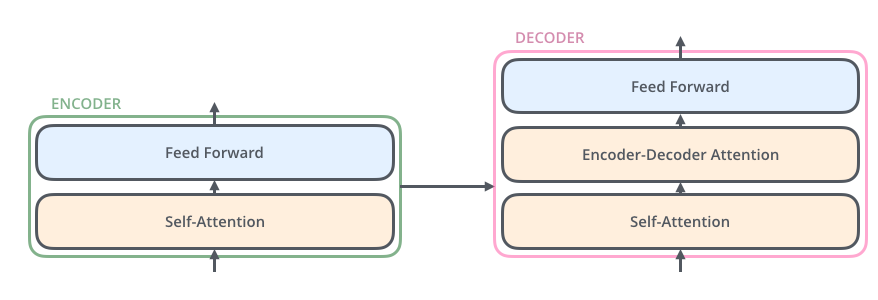 ENCODER
Feed Forward
Self-Attention
DECODER
Feed Forward
Encoder-Decoder Attention
Self-Attention